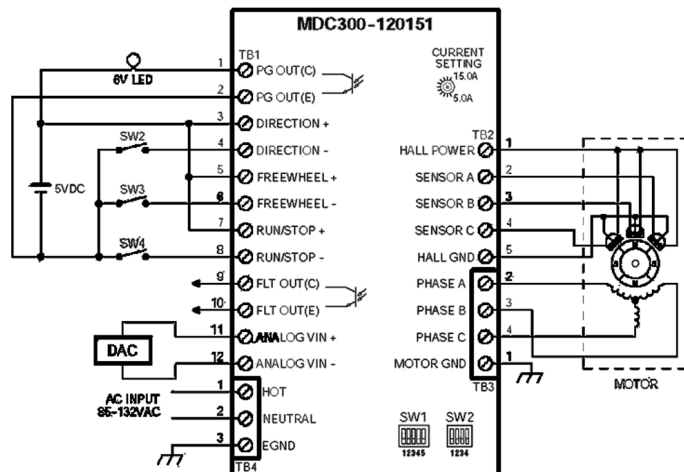 MDC300-120151
TB1
CURRENT
SETTING
15.0A
5.0A
6V LED
1 PG OUT(C)
2 PG OUT(E)
3 DIRECTION +
SW2
4 DIRECTION -
5 FREEWHEEL +
5VDC
SW3
6 FREEWHEEL -
7 RUN/STOP +
SW4
8 RUN/STOP -
9 FLT OUT(C)
10 FLT OUT(E)
11 ANALOG VIN +
DAC
12 ANALOG VIN -
AC INPUT
85-132VAC
1 HOT
2 NEUTRAL
3 EGND
TB4
TB2
HALL POWER 1
SENSOR A 2
SENSOR B 3
SENSOR C 4
HALL GND 5
PHASE A 2
PHASE B 3
PHASE C 4
MOTOR GND 1
TB3
MOTOR
SW1 SW2
12345 1234